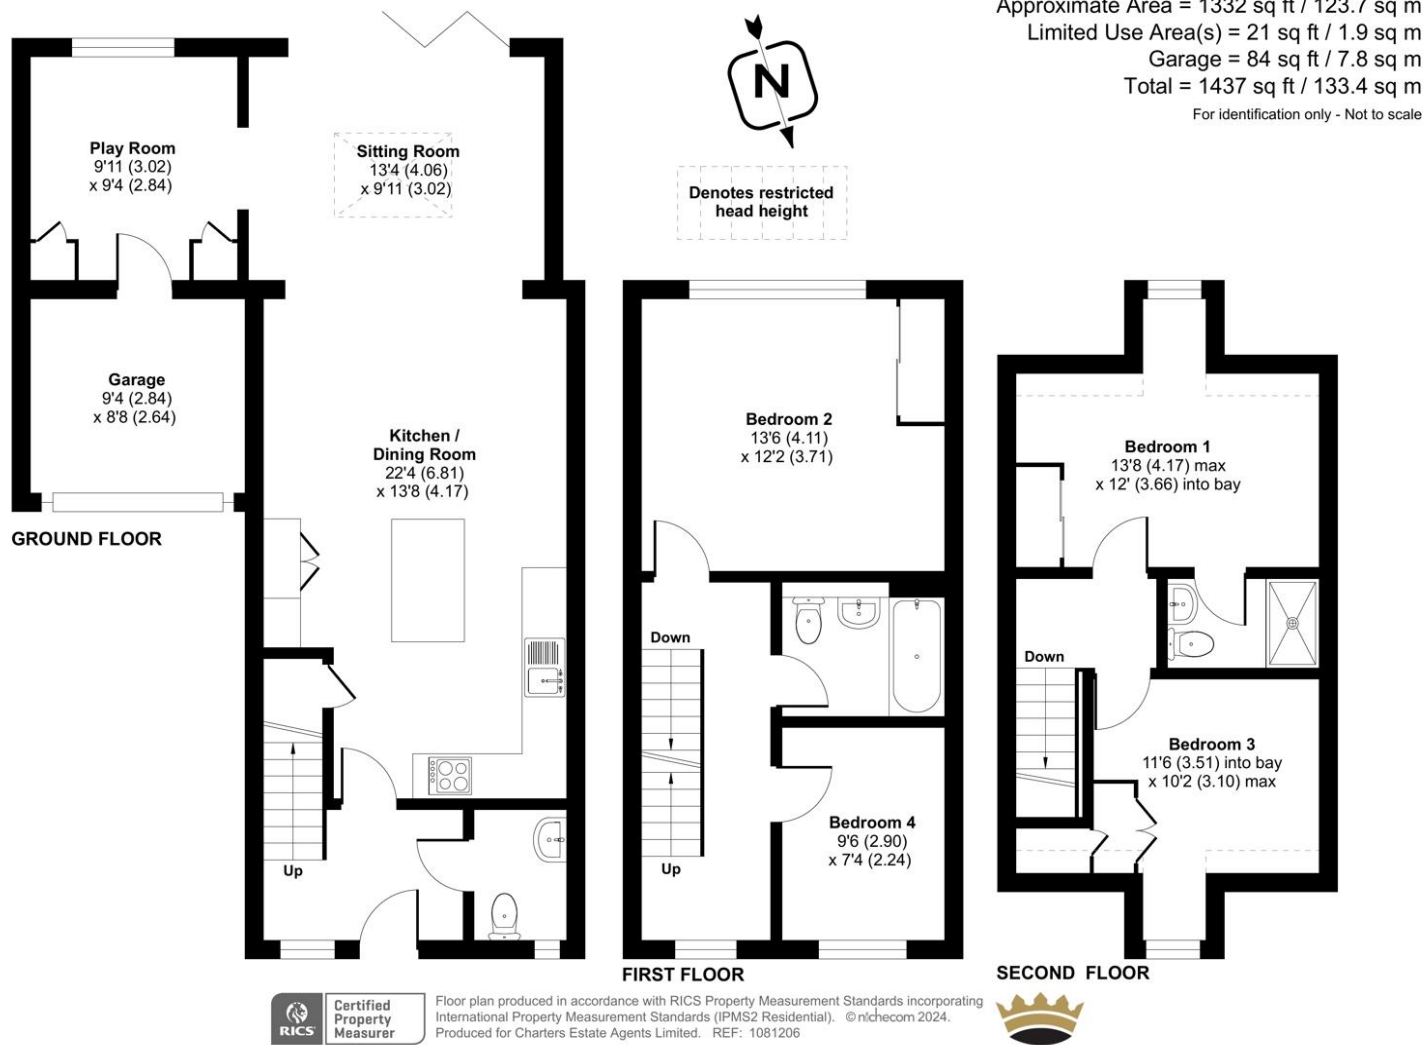 Approximate Area = 1332 sq ft / 123.7 sq m
Limited Use Area(s) = 21 sq ft / 1.9 sq m
Garage = 84 sq ft / 7.8 sq m
Total = 1437 sq ft / 133.4 sq m
For identification only - Not to scale
N
Denotes restricted
head height
Play Room
9'11 (3.02)
x 9'4 (2.84)
Sitting Room
13'4 (4.06)
x 9'11 (3.02)
Garage
9'4 (2.84)
x 8'8 (2.64)
Kitchen /
Dining Room
22'4 (6.81)
x 13'8 (4.17)
Up
GROUND FLOOR
Bedroom 2
13'6 (4.11)
x 12'2 (3.71)
Down
Up
Bedroom 4
9'6 (2.90)
x 7'4 (2.24)
FIRST FLOOR
Bedroom 1
13'8 (4.17) max
x 12' (3.66) into bay
Down
Bedroom 3
11'6 (3.51) into bay
x 10'2 (3.10) max
SECOND FLOOR
RICS
Certified
Property
Measurer
Floor plan produced in accordance with RICS Property Measurement Standards incorporating
International Property Measurement Standards (IPMS2 Residential). © nichecom 2024.
Produced for Charters Estate Agents Limited. REF: 1081206